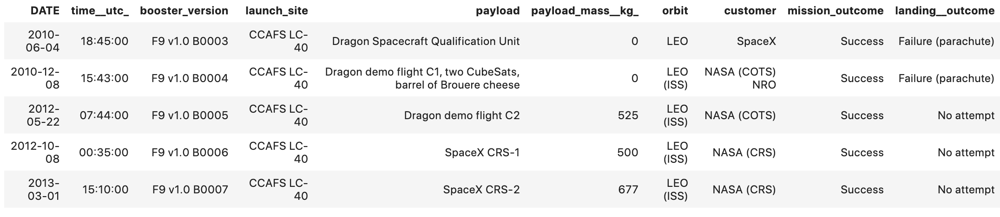 DATE time__utc_ booster_version launch_site payload payload_mass__kg_ orbit customer mission_outcome landing__outcome
2010-
06-04 18:45:00 F9 v1.0 B0003 CCAFS LC-
40 Dragon Spacecraft Qualification Unit 0 LEO SpaceX Success Failure (parachute)
2010-12-
08 15:43:00 F9 v1.0 B0004 CCAFS LC-
40 Dragon demo flight C1, two CubeSats,
barrel of Brouere cheese 0 LEO
(ISS) NASA (COTS)
NRO Success Failure (parachute)
2012-
05-22 07:44:00 F9 v1.0 B0005 CCAFS LC-
40 Dragon demo flight C2 525 LEO
(ISS) NASA (COTS) Success No attempt
2012-10-
08 00:35:00 F9 v1.0 B0006 CCAFS LC-
40 SpaceX CRS-1 500 LEO
(ISS) NASA (CRS) Success No attempt
2013-
03-01 15:10:00 F9 v1.0 B0007 CCAFS LC-
40 SpaceX CRS-2 677 LEO
(ISS) NASA (CRS) Success No attempt